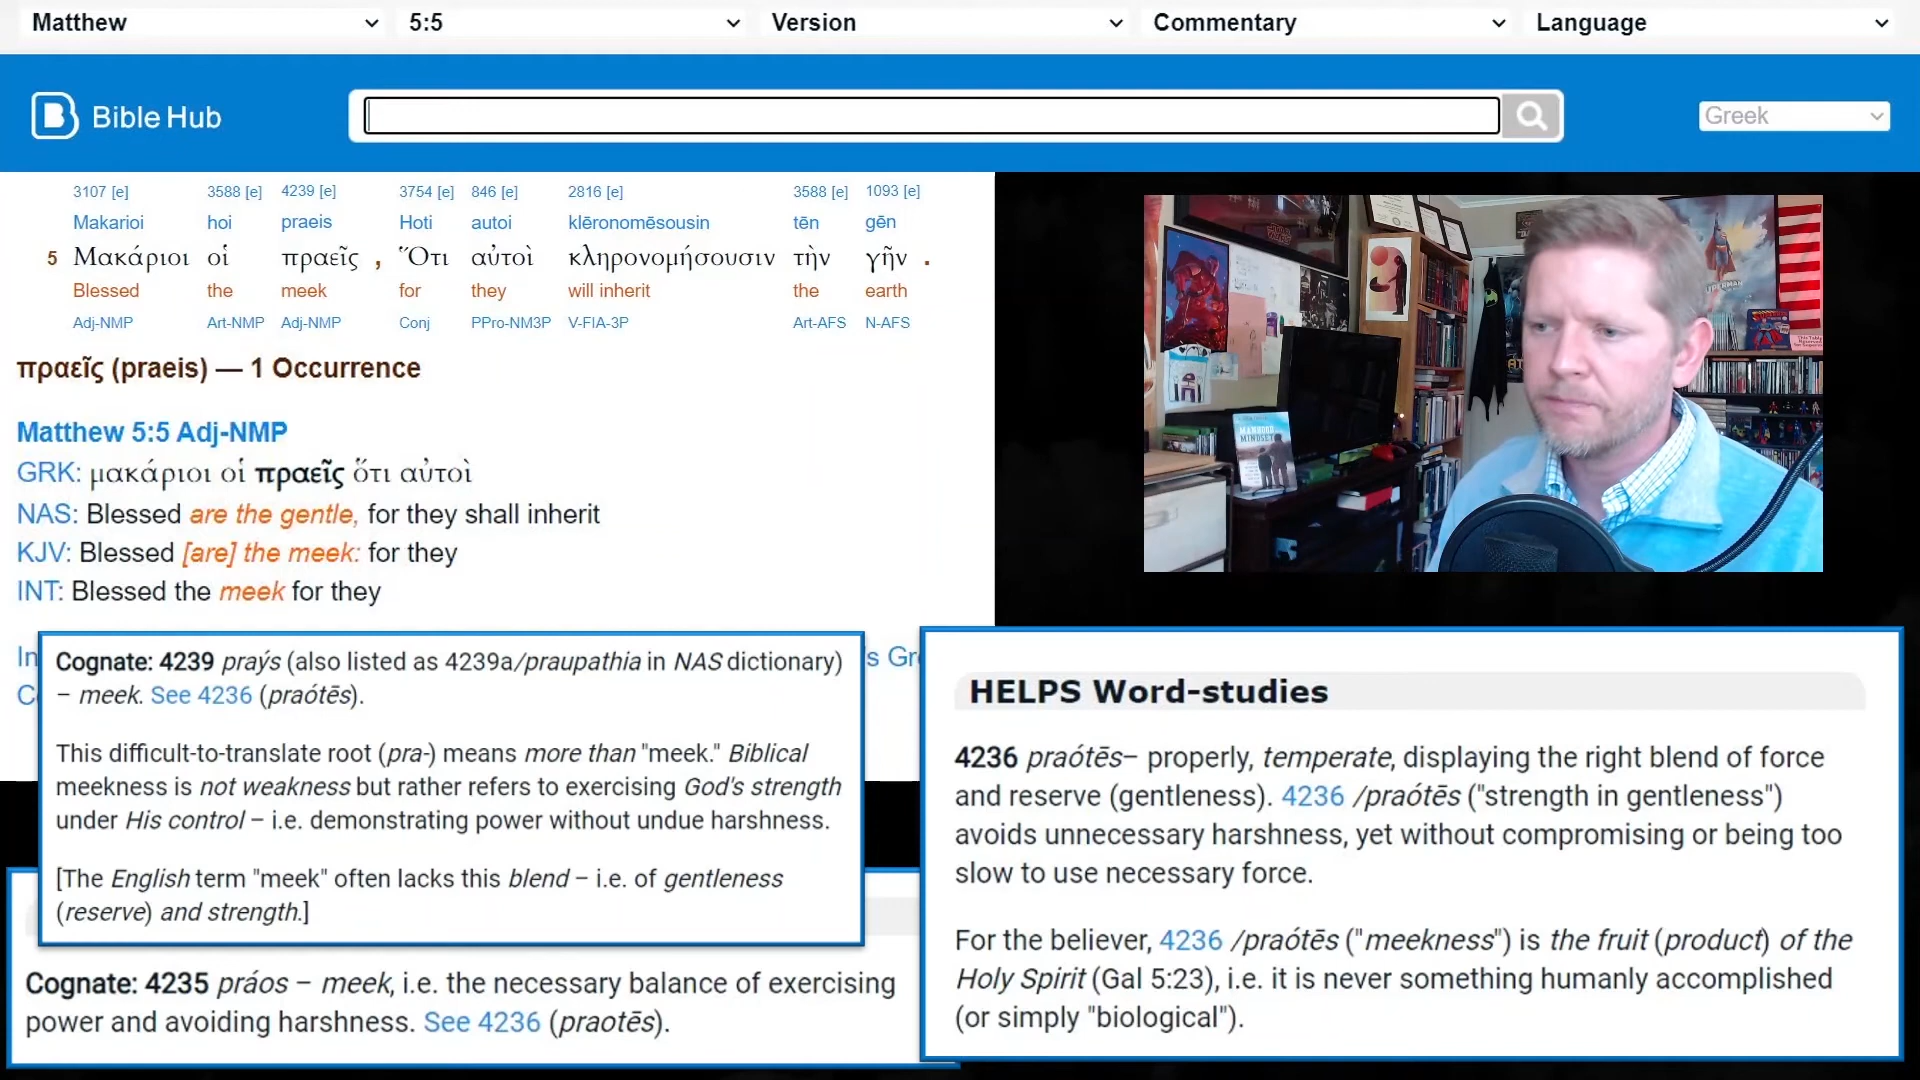 Matthew 5:5 Version Commentary Language
Bible Hub Greek
3107 [e] 3588 [e] 4239 [e] 3754 [e] 846 [e] 2816 [e] 3588 [e] 1093 [e]
Makarioi hoi praeis Hoti autoi klēronomēsousin tēn gēn
5 Μακάριοι οἱ πραεῖς , Ὅτι αὐτοὶ κληρονομήσουσιν τὴν γῆν .
Blessed the meek for they will inherit the earth
Adj-NMP Art-NMP Adj-NMP Conj PPro-NM3P V-FIA-3P Art-AFS N-AFS
πραεῖς (praeis) — 1 Occurrence
Matthew 5:5 Adj-NMP
GRK: μακάριοι οἱ πραεῖς ὅτι αὐτοὶ
NAS: Blessed are the gentle, for they shall inherit
KJV: Blessed [are] the meek: for they
INT: Blessed the meek for they
Cognate: 4239 praýs (also listed as 4239a/praupathia in NAS dictionary)
– meek. See 4236 (praótēs).
This difficult-to-translate root (pra-) means more than "meek." Biblical
meekness is not weakness but rather refers to exercising God's strength
under His control – i.e. demonstrating power without undue harshness.
[The English term "meek" often lacks this blend – i.e. of gentleness
(reserve) and strength.]
Cognate: 4235 práos – meek, i.e. the necessary balance of exercising
power and avoiding harshness. See 4236 (praotēs).
MANHOOD
MINDSET
SUPERMAN
HELPS Word-studies
4236 praótēs– properly, temperate, displaying the right blend of force
and reserve (gentleness). 4236 /praótēs ("strength in gentleness")
avoids unnecessary harshness, yet without compromising or being too
slow to use necessary force.
For the believer, 4236 /praótēs ("meekness") is the fruit (product) of the
Holy Spirit (Gal 5:23), i.e. it is never something humanly accomplished
(or simply "biological").